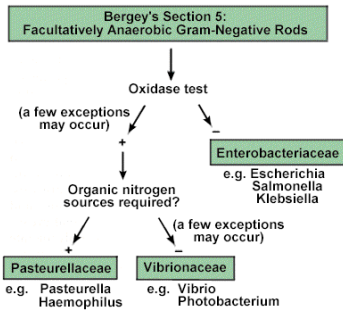 Bergey's Section 5:
Facultatively Anaerobic Gram-Negative Rods
Oxidase test
(a few exceptions
may occur)
+
−
Enterobacteriaceae
e.g. Escherichia
Salmonella
Klebsiella
Organic nitrogen
sources required?
(a few exceptions
may occur)
+
−
Pasteurellaceae
e.g. Pasteurella
Haemophilus
Vibrionaceae
e.g. Vibrio
Photobacterium